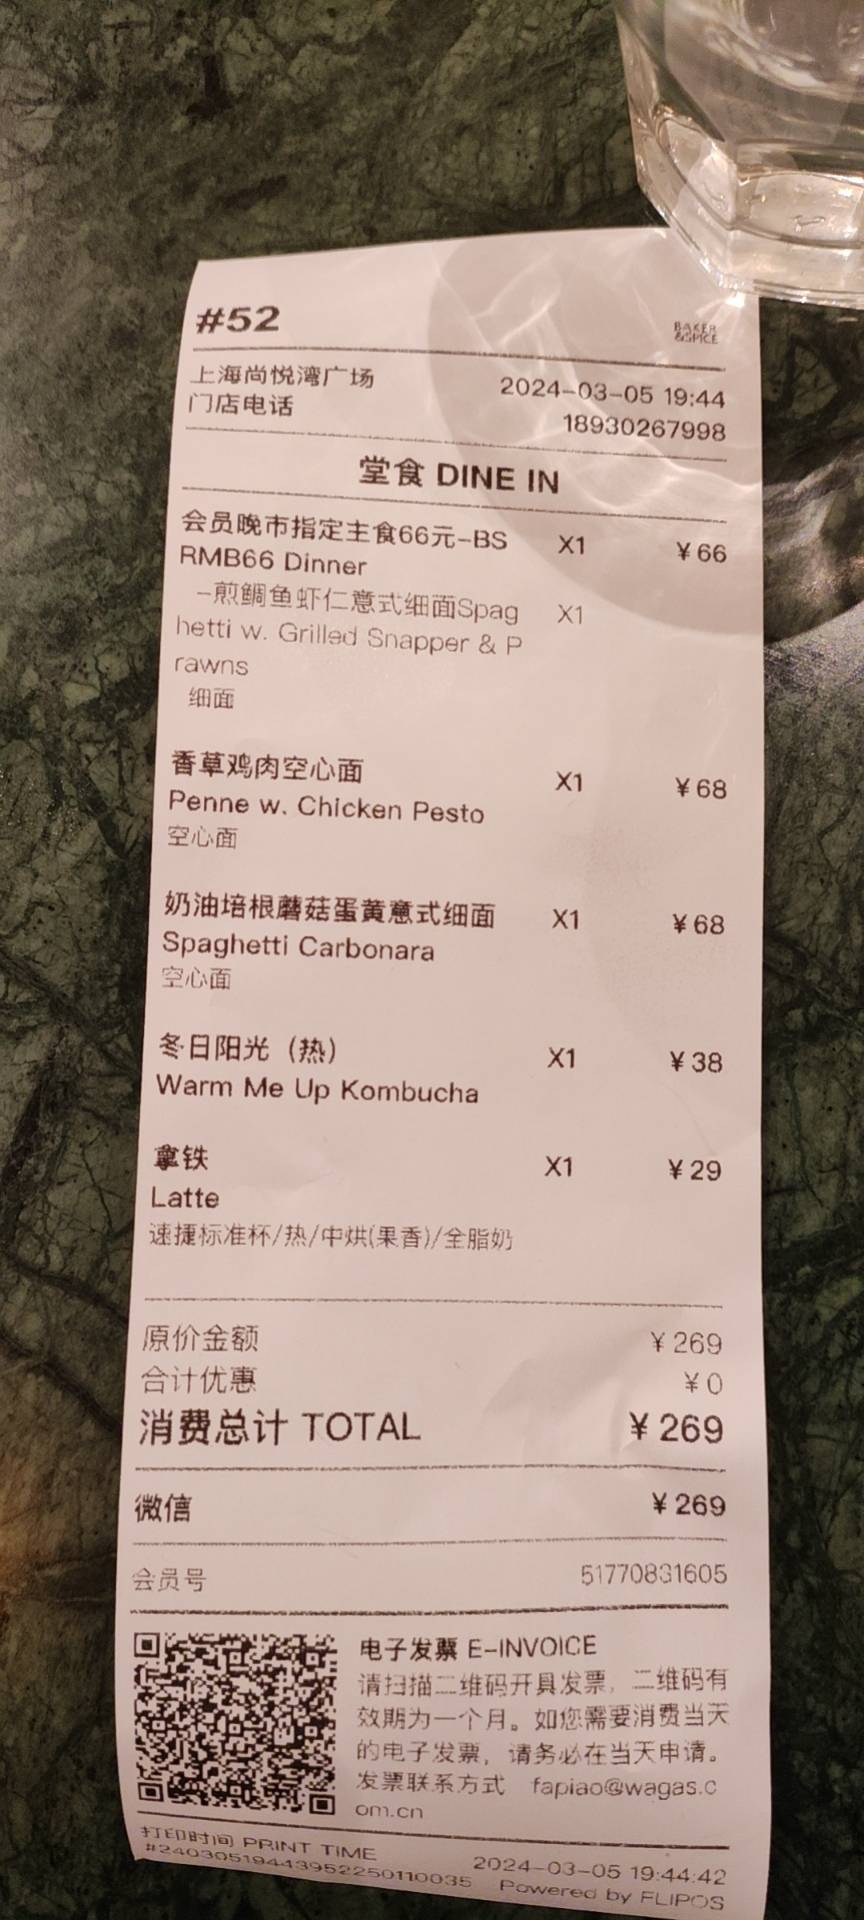 #52
BAKER
&SPICE
上海尚悦湾广场 2024-03-05 19:44
门店电话 18930267998
堂食 DINE IN
会员晚市指定主食66元-BS X1 ¥66
RMB66 Dinner
-煎鲷鱼虾仁意式细面Spag X1
hetti w. Grilled Snapper & P
rawns
细面
香草鸡肉空心面 X1 ¥68
Penne w. Chicken Pesto
空心面
奶油培根蘑菇蛋黄意式细面 X1 ¥68
Spaghetti Carbonara
空心面
冬日阳光（热） X1 ¥38
Warm Me Up Kombucha
拿铁 X1 ¥29
Latte
速捷标准杯/热/中烘(果香)/全脂奶
原价金额 ¥269
合计优惠 ¥0
消费总计 TOTAL ¥269
微信 ¥269
会员号 51770831605
电子发票 E-INVOICE
请扫描二维码开具发票，二维码有
效期为一个月。如您需要消费当天
的电子发票，请务必在当天申请。
发票联系方式 fapiao@wagas.c
om.cn
打印时间 PRINT TIME 2024-03-05 19:44:42
#240305194439522250110035 Powered by FLIPOS